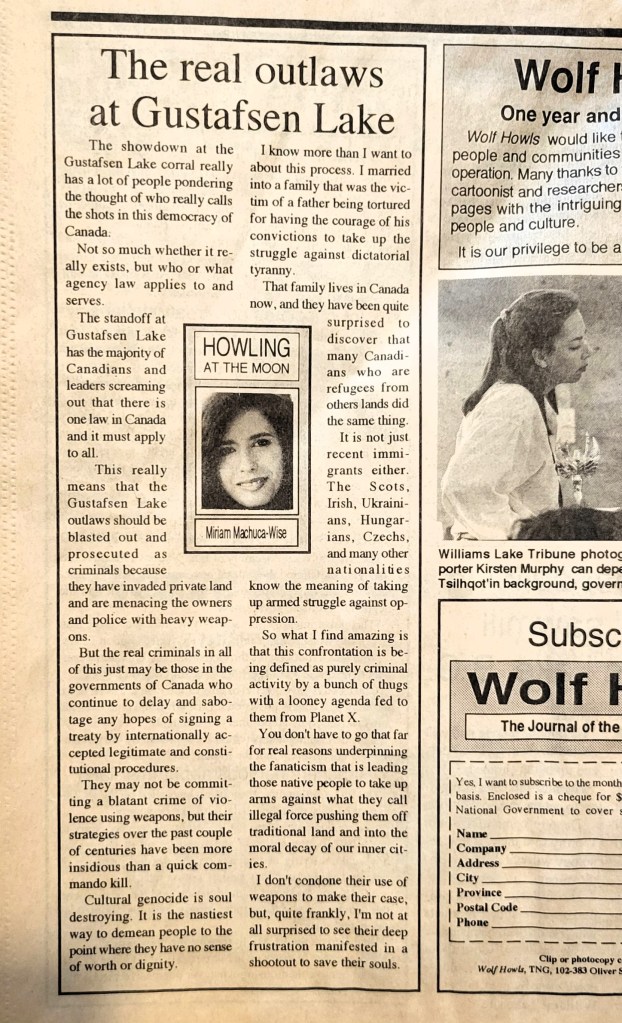 The real outlaws
at Gustafsen Lake
The showdown at the
Gustafsen Lake corral really
has a lot of people pondering
the thought of who really calls
the shots in this democracy of
Canada.
Not so much whether it re-
ally exists, but who or what
agency law applies to and
serves.
The standoff at
Gustafsen Lake
has the majority of
Canadians and
leaders screaming
out that there is
one law in Canada
and it must apply
to all.
This really
means that the
Gustafsen Lake
outlaws should be
blasted out and
prosecuted as
criminals because
they have invaded private land
and are menacing the owners
and police with heavy weap-
ons.
But the real criminals in all
of this just may be those in the
governments of Canada who
continue to delay and sabo-
tage any hopes of signing a
treaty by internationally ac-
cepted legitimate and consti-
tutional procedures.
They may not be commit-
ting a blatant crime of vio-
lence using weapons, but their
strategies over the past couple
of centuries have been more
insidious than a quick com-
mando kill.
Cultural genocide is soul
destroying. It is the nastiest
way to demean people to the
point where they have no sense
of worth or dignity.
HOWLING
AT THE MOON
Miriam Machuca-Wise
I know more than I want to
about this process. I married
into a family that was the vic-
tim of a father being tortured
for having the courage of his
convictions to take up the
struggle against dictatorial
tyranny.
That family lives in Canada
now, and they have been quite
surprised to
discover that
many Canadi-
ans who are
refugees from
others lands did
the same thing.
It is not just
recent immi-
grants either.
The Scots,
Irish, Ukraini-
ans, Hungar-
ians, Czechs,
and many other
nationalities
know the meaning of taking
up armed struggle against op-
pression.
So what I find amazing is
that this confrontation is be-
ing defined as purely criminal
activity by a bunch of thugs
with a looney agenda fed to
them from Planet X.
You don't have to go that far
for real reasons underpinning
the fanaticism that is leading
those native people to take up
arms against what they call
illegal force pushing them off
traditional land and into the
moral decay of our inner cit-
ies.
I don't condone their use of
weapons to make their case,
but, quite frankly, I'm not at
all surprised to see their deep
frustration manifested in a
shootout to save their souls.
Wolf
One year and
Wolf Howls would like
people and communities
operation. Many thanks to
cartoonist and researchers
pages with the intriguing
people and culture.
It is our privilege to be a
Williams Lake Tribune photog
porter Kirsten Murphy can depe
Tsilhqot'in background, govern
Subsc
Wolf
The Journal of the
Yes, I want to subscribe to the month
basis. Enclosed is a cheque for $
National Government to cover
Name
Company
Address
City
Province
Postal Code
Phone
Clip or photocopy
Wolf Howls, TNG, 102-383 Oliver